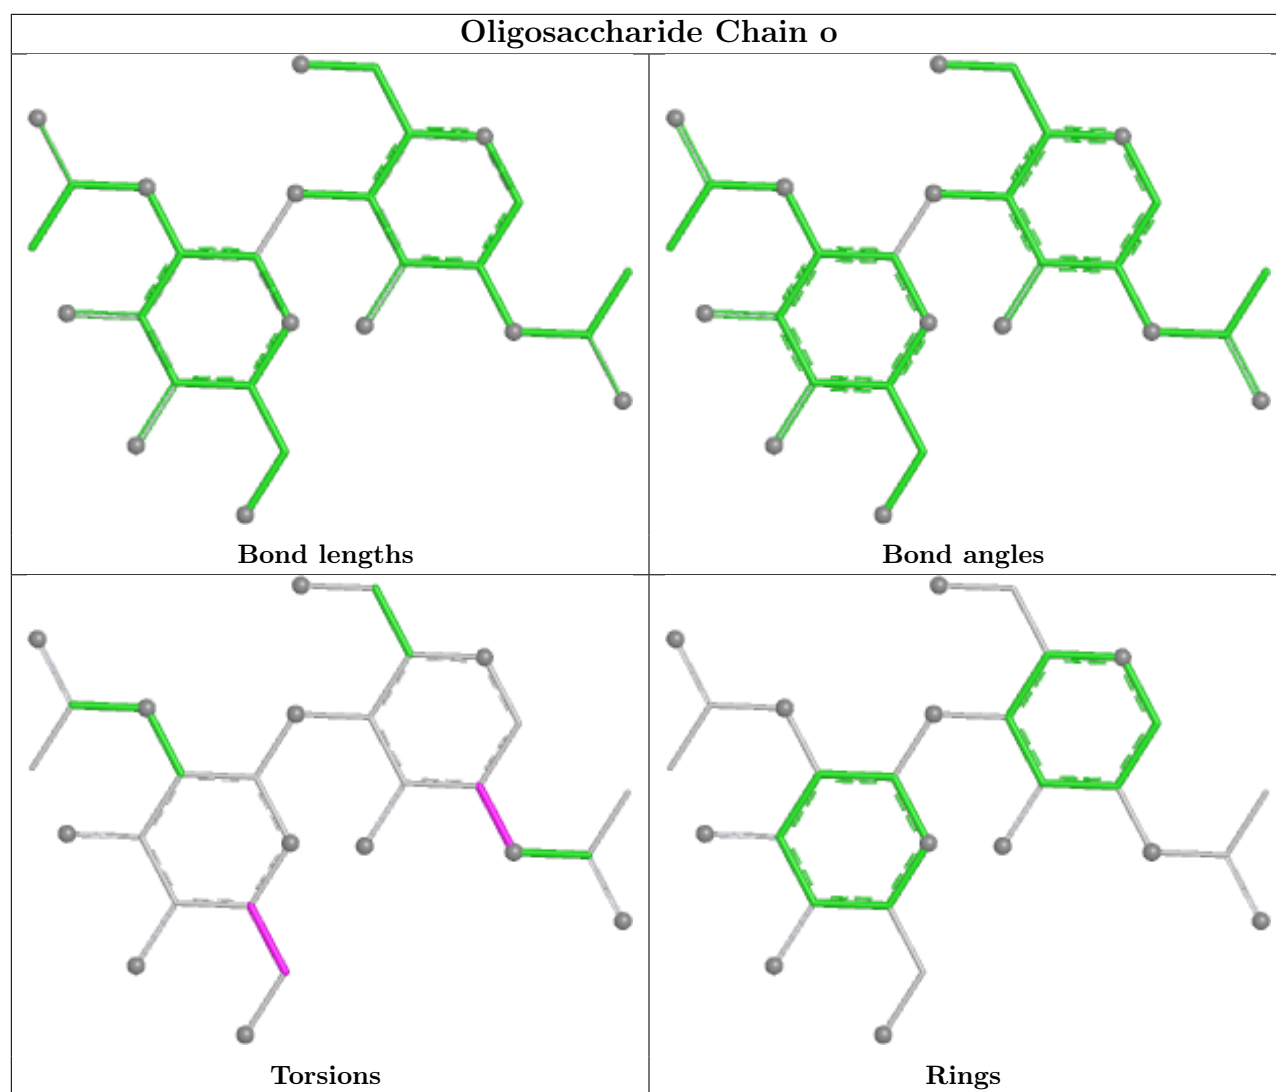 Oligosaccharide Chain o
Bond lengths
Bond angles
Torsions
Rings